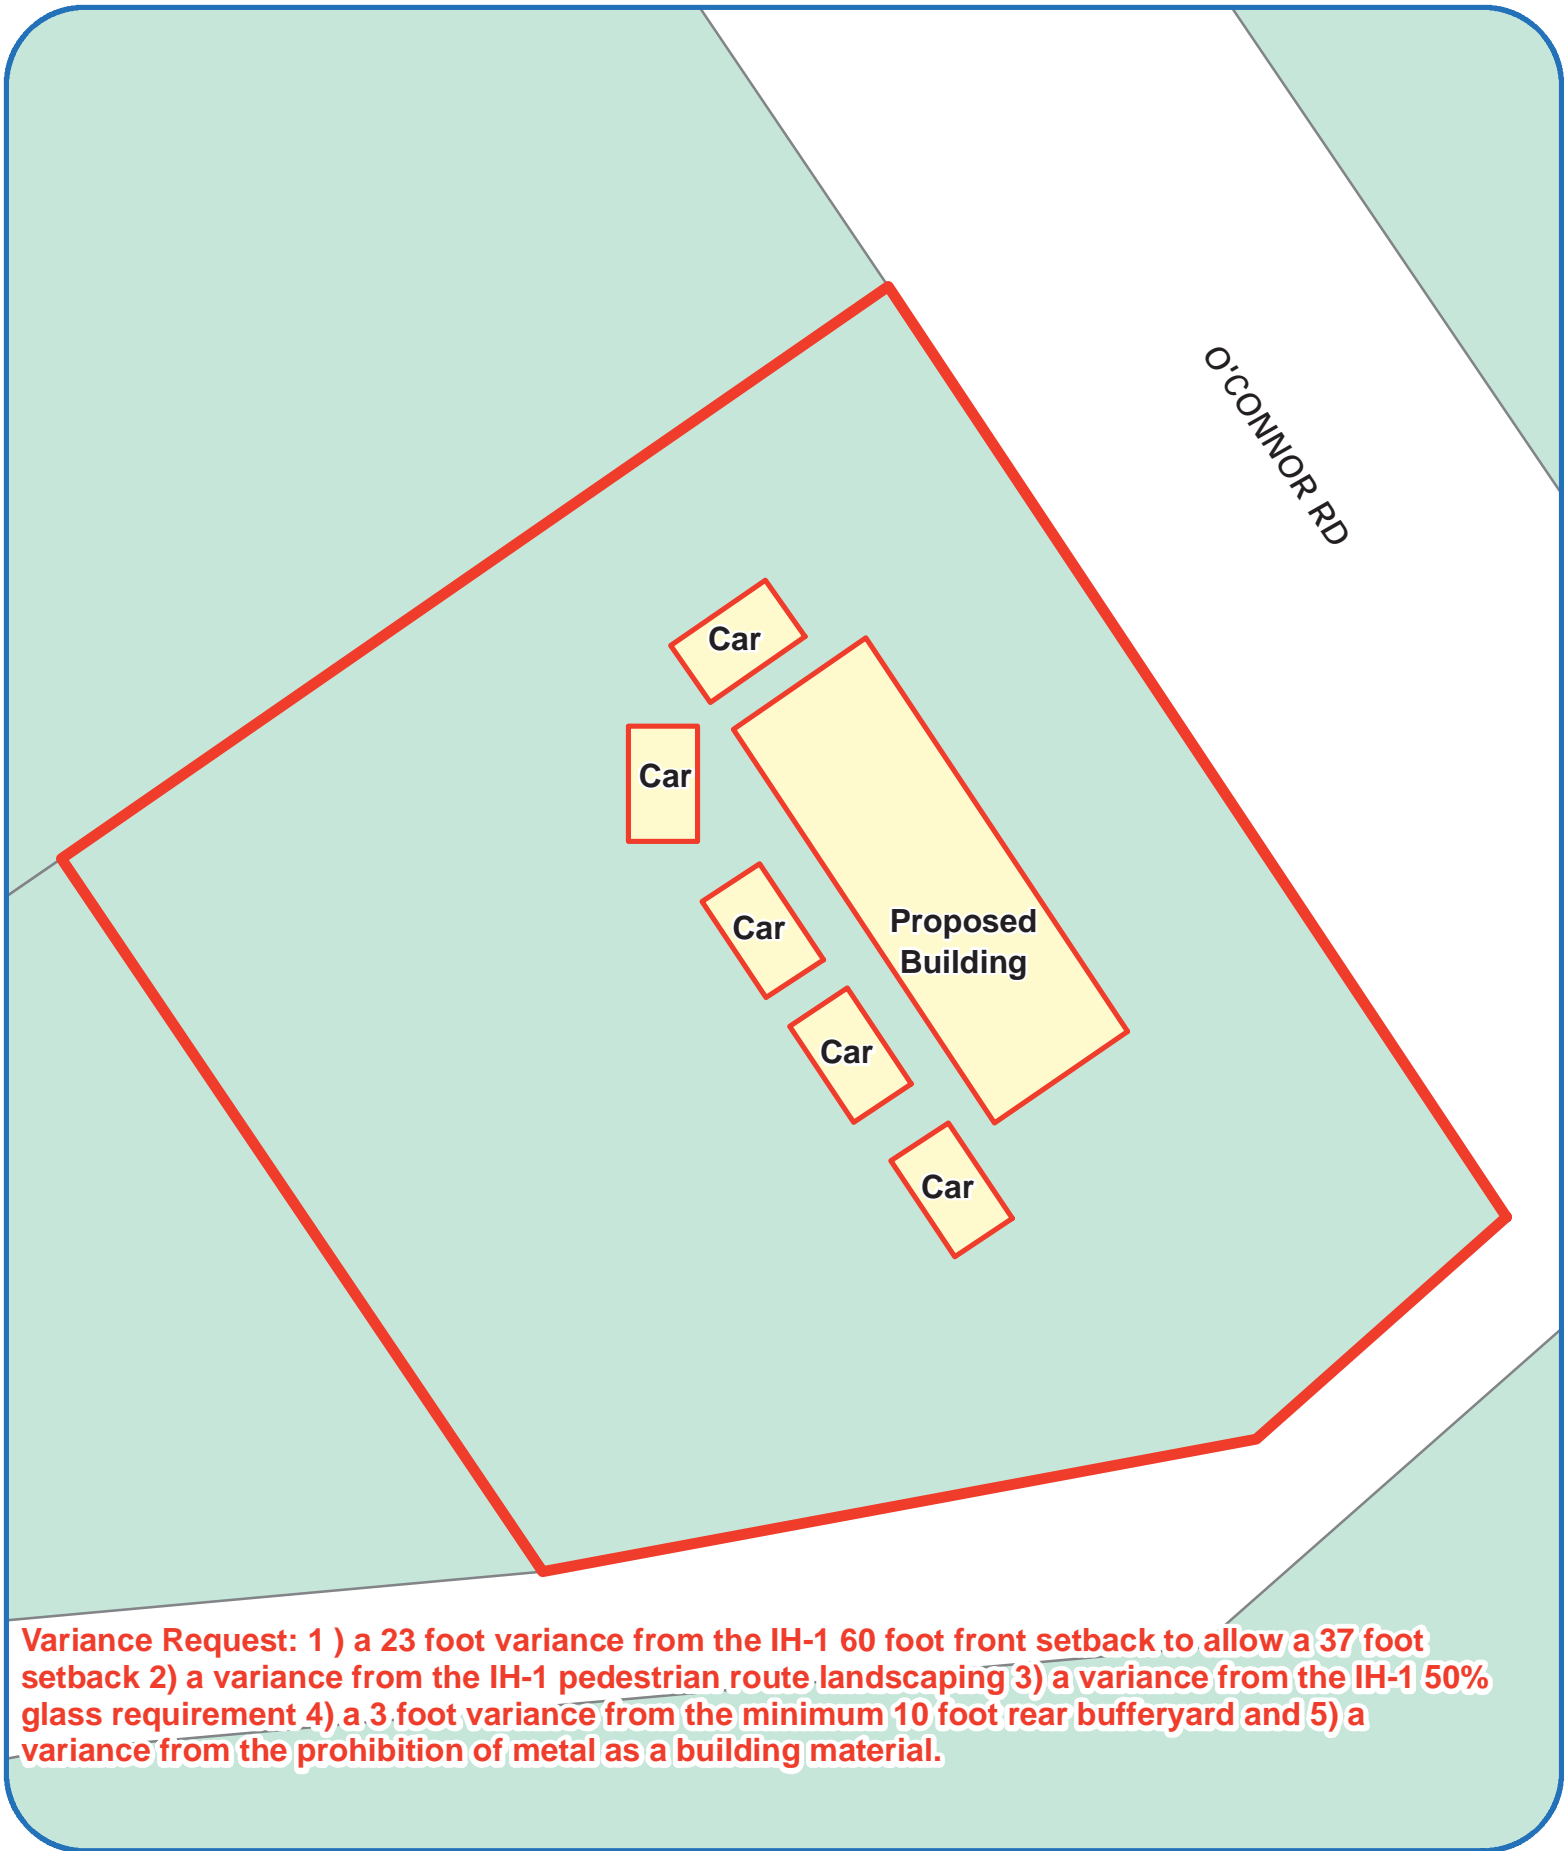 O'CONNOR RD
Car
Car
Car
Proposed
Building
Car
Car
Variance Request: 1 ) a 23 foot variance from the IH-1 60 foot front setback to allow a 37 foot
setback 2) a variance from the IH-1 pedestrian route landscaping 3) a variance from the IH-1 50%
glass requirement 4) a 3 foot variance from the minimum 10 foot rear bufferyard and 5) a
variance from the prohibition of metal as a building material.